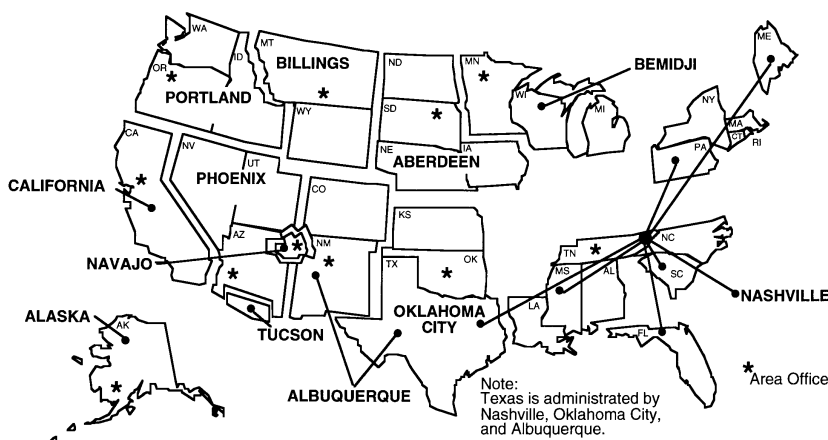 WA
MT
ID
BILLINGS
ND
MN
BEMIDJI
ME
OR
*
*
*
PORTLAND
WI
NY
WY
SD
*
MI
MA
CT
RI
PA
CA
NV
NE
IA
ABERDEEN
UT
PHOENIX
CALIFORNIA
*
CO
KS
AZ
NM
TN
NC
NAVAJO
*
*
*
TX
OK
*
*
MS
AL
SC
LA
NASHVILLE
ALASKA
AK
TUCSON
OKLAHOMA
CITY
FL
*
ALBUQUERQUE
*Area Office
Note:
Texas is administrated by
Nashville, Oklahoma City,
and Albuquerque.